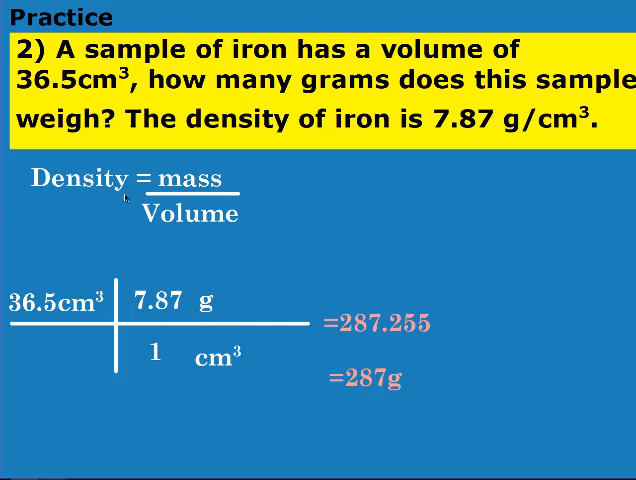 Practice
2) A sample of iron has a volume of
36.5cm³, how many grams does this sample
weigh? The density of iron is 7.87 g/cm³.
Density = mass
Volume
36.5cm³ 7.87 g
1 cm³
=287.255
=287g